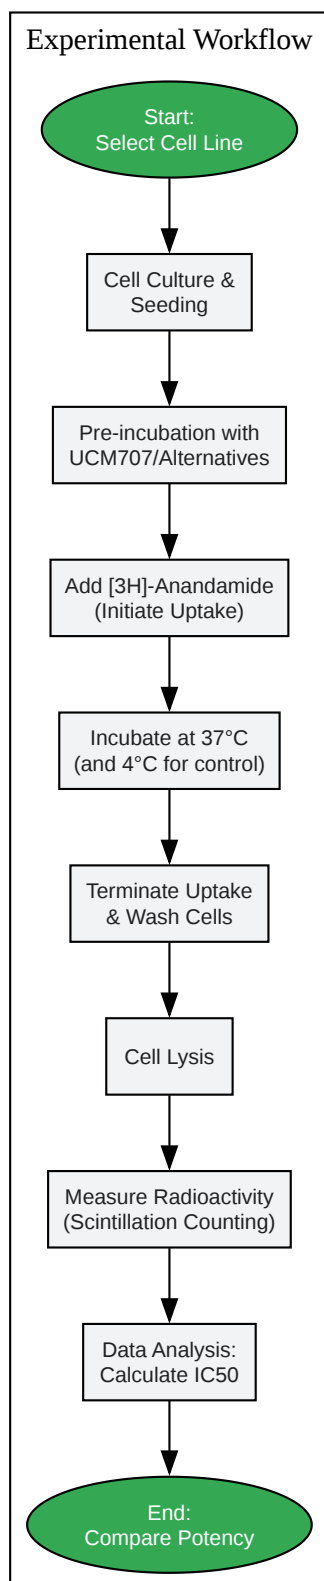 Experimental Workflow
Start:
Select Cell Line
Cell Culture &
Seeding
Pre-incubation with
UCM707/Alternatives
Add [3H]-Anandamide
(Initiate Uptake)
Incubate at 37°C
(and 4°C for control)
Terminate Uptake
& Wash Cells
Cell Lysis
Measure Radioactivity
(Scintillation Counting)
Data Analysis:
Calculate IC50
End:
Compare Potency